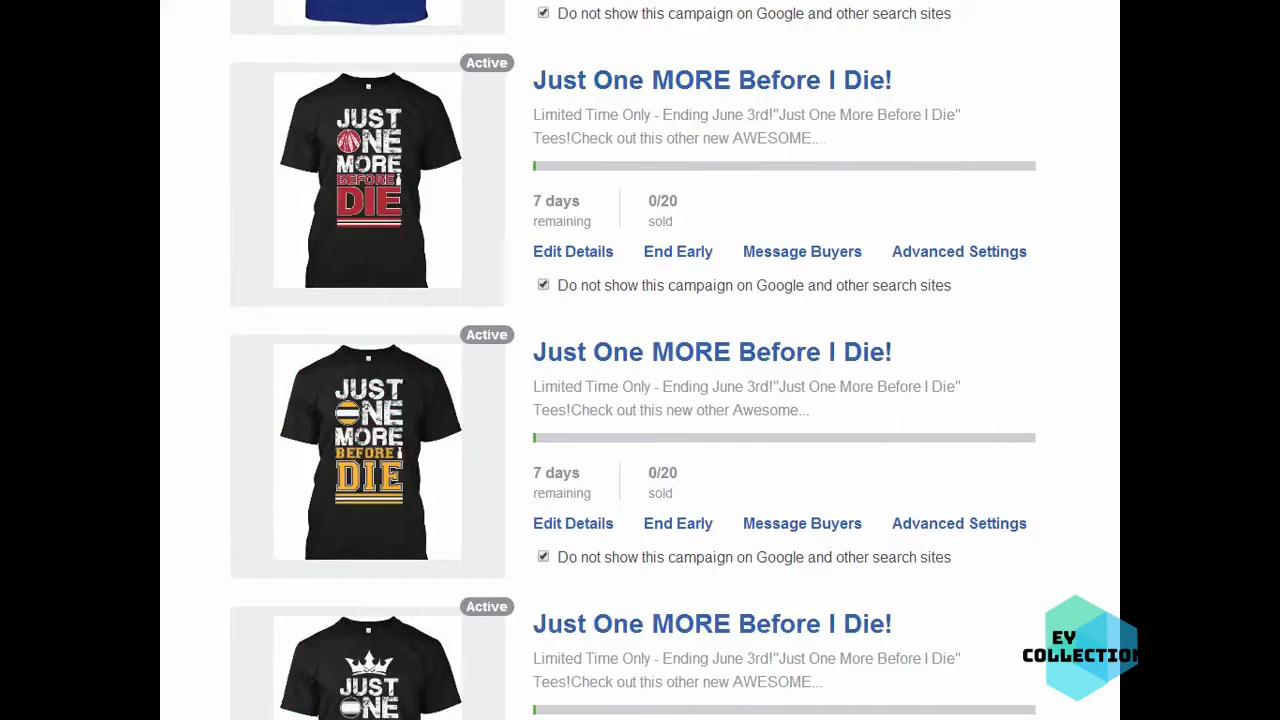 Do not show this campaign on Google and other search sites
Active
Just One MORE Before I Die!
Limited Time Only - Ending June 3rd!"Just One More Before I Die"
Tees!Check out this other new AWESOME....
JUST
ONE
MORE
BEFORE I
DIE
7 days
remaining
0/20
sold
Edit Details End Early Message Buyers Advanced Settings
Do not show this campaign on Google and other search sites
Active
Just One MORE Before I Die!
Limited Time Only - Ending June 3rd!"Just One More Before I Die"
Tees!Check out this new other Awesome...
JUST
ONE
MORE
BEFORE I
DIE
7 days
remaining
0/20
sold
Edit Details End Early Message Buyers Advanced Settings
Do not show this campaign on Google and other search sites
Active
Just One MORE Before I Die!
Limited Time Only - Ending June 3rd!"Just One More Before I Die"
Tees!Check out this other new AWESOME...
JUST
ONE
EY
COLLECTION